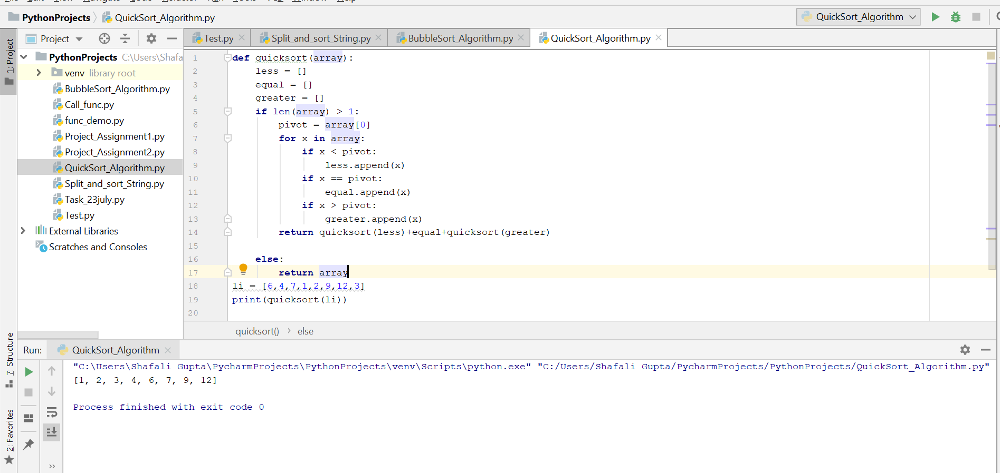 PythonProjects
QuickSort_Algorithm.py
QuickSort_Algorithm
1: Project
Project
Test.py
Split_and_sort_String.py
BubbleSort_Algorithm.py
QuickSort_Algorithm.py
PythonProjects C:\Users\Shafa
venv library root
BubbleSort_Algorithm.py
Call_func.py
func_demo.py
Project_Assignment1.py
Project_Assignment2.py
QuickSort_Algorithm.py
Split_and_sort_String.py
Task_23july.py
Test.py
External Libraries
Scratches and Consoles
1 def quicksort(array):
2 less = []
3 equal = []
4 greater = []
5 if len(array) > 1:
6 pivot = array[0]
7 for x in array:
8 if x < pivot:
9 less.append(x)
10 if x == pivot:
11 equal.append(x)
12 if x > pivot:
13 greater.append(x)
14 return quicksort(less)+equal+quicksort(greater)
15
16 else:
17 return array
18 li = [6,4,7,1,2,9,12,3]
19 print(quicksort(li))
20
quicksort() › else
7: Structure
2: Favorites
Run: QuickSort_Algorithm
"C:\Users\Shafali Gupta\PycharmProjects\PythonProjects\venv\Scripts\python.exe" "C:/Users/Shafali Gupta/PycharmProjects/PythonProjects/QuickSort_Algorithm.py"
[1, 2, 3, 4, 6, 7, 9, 12]
Process finished with exit code 0